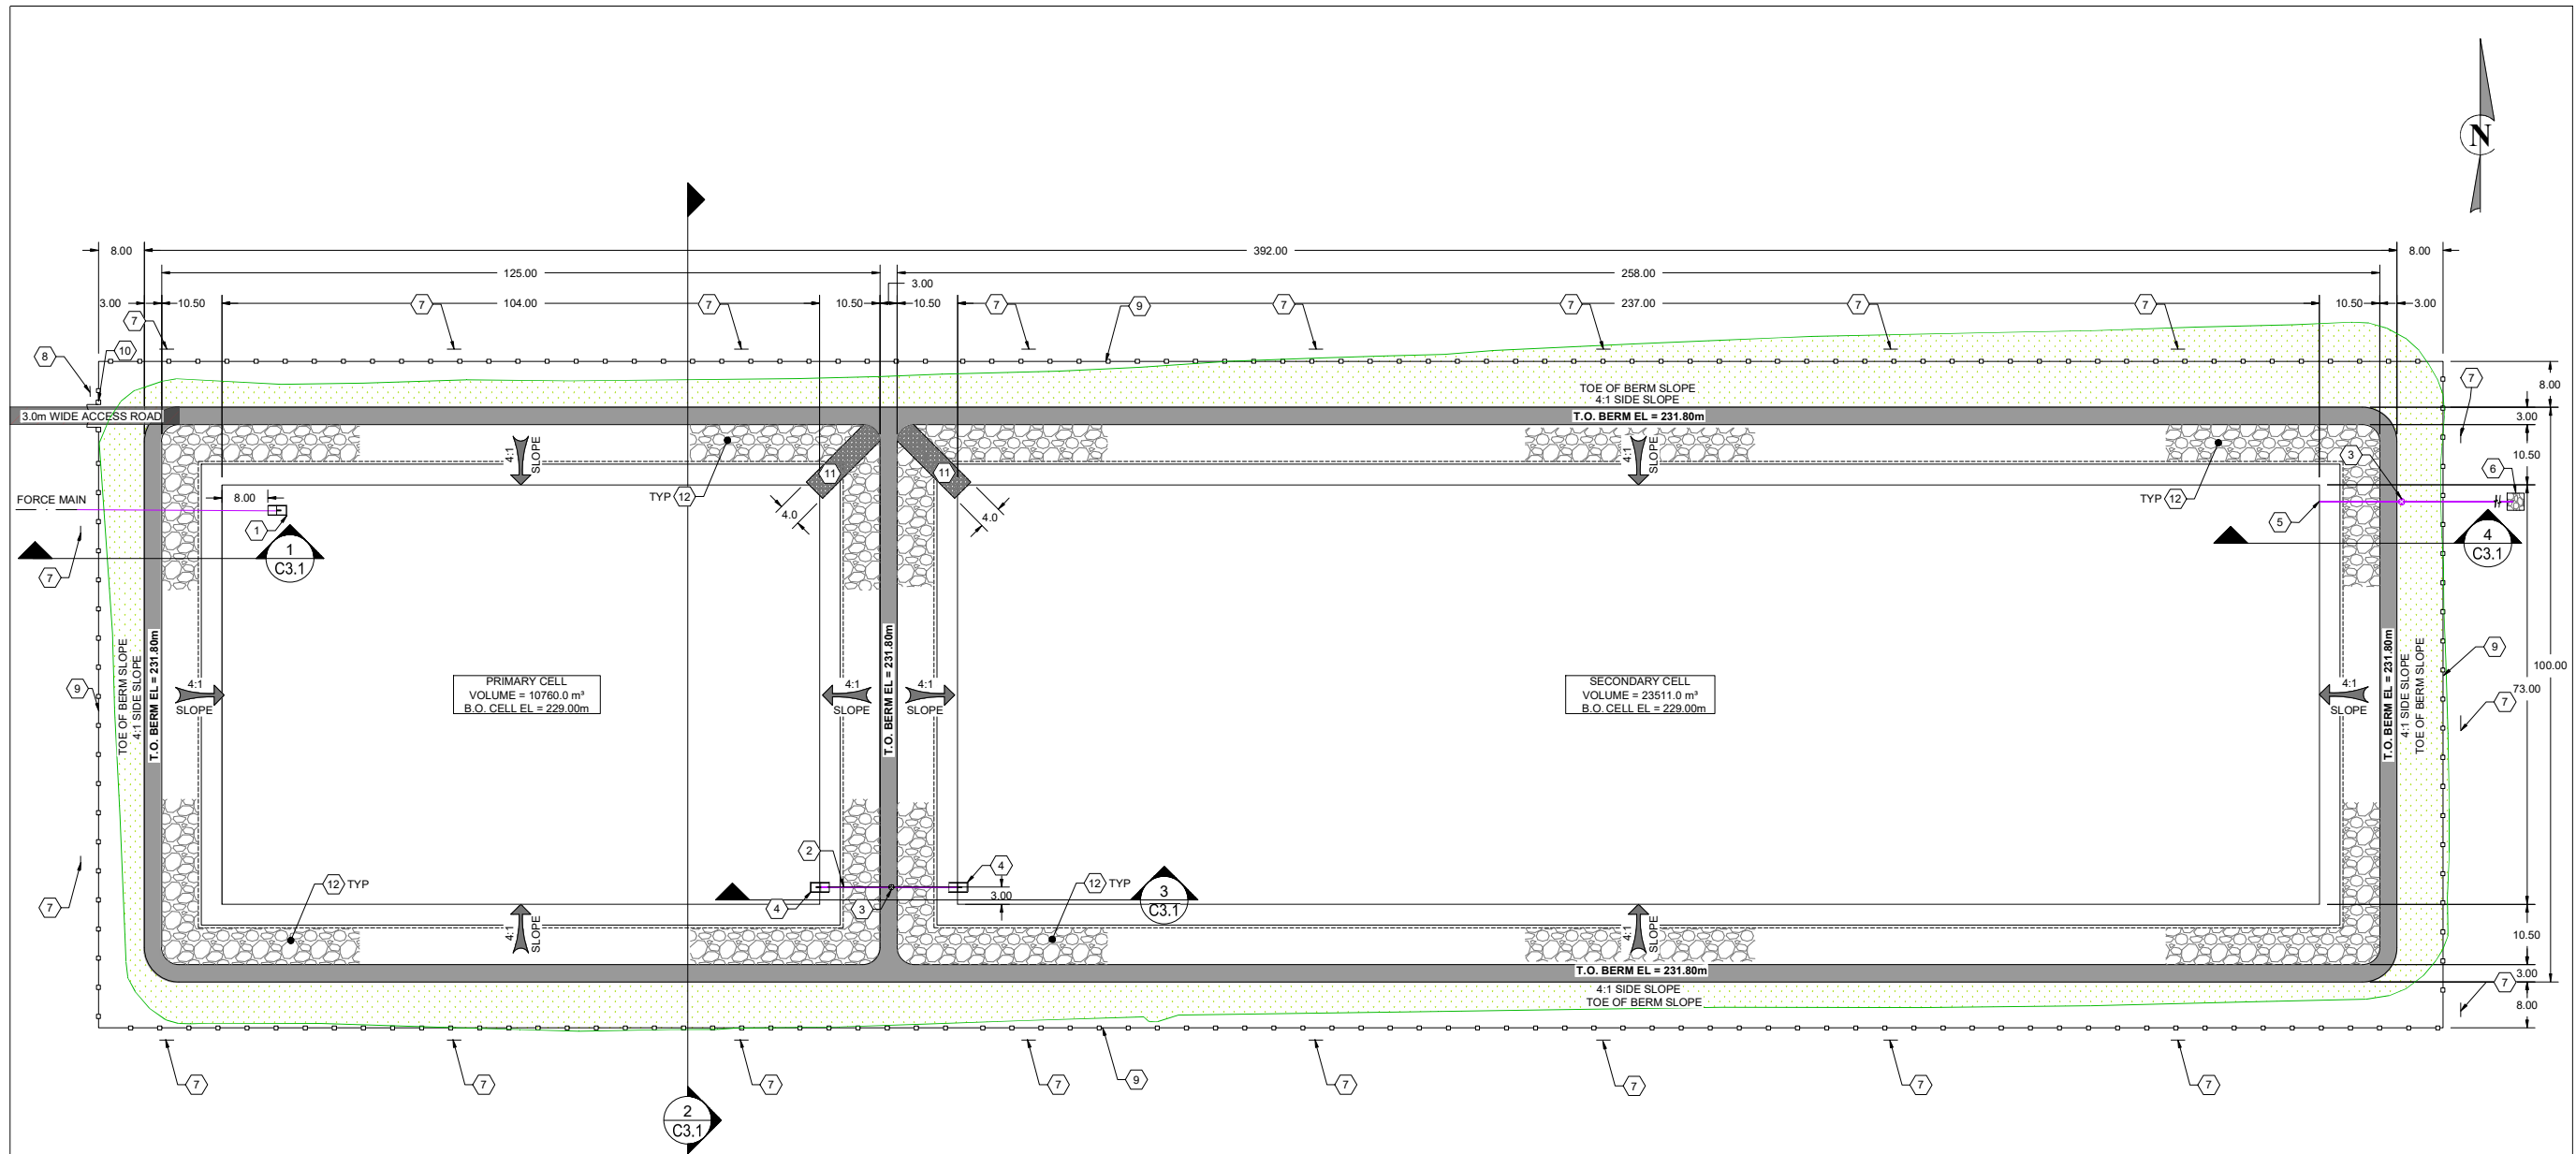 N
8.00
392.00
8.00
125.00
3.00
258.00
3.00
10.50
104.00
10.50
10.50
237.00
10.50
3.00
7
7
7
7
9
7
7
7
7
7
8
10
7
8.00
TOE OF BERM SLOPE
4:1 SIDE SLOPE
3.0m WIDE ACCESS ROAD
T.O. BERM EL = 231.80m
3.00
4:1
SLOPE
4:1
SLOPE
3
10.50
11
11
6
FORCE MAIN
8.00
TYP 12
TYP 12
4.0
4.0
1
5
1
C3.1
4
C3.1
7
TOE OF BERM SLOPE
4:1 SIDE SLOPE
T.O. BERM EL = 231.80m
T.O. BERM EL = 231.80m
T.O. BERM EL = 231.80m
4:1 SIDE SLOPE
TOE OF BERM SLOPE
9
100.00
9
4:1
SLOPE
PRIMARY CELL
VOLUME = 10760.0 m³
B.O. CELL EL = 229.00m
4:1
SLOPE
4:1
SLOPE
SECONDARY CELL
VOLUME = 23511.0 m³
B.O. CELL EL = 229.00m
4:1
SLOPE
73.00
7
2
4
12 TYP
12 TYP
3
C3.1
3.00
7
4
3
4:1
SLOPE
4:1
SLOPE
10.50
T.O. BERM EL = 231.80m
3.00
4:1 SIDE SLOPE
TOE OF BERM SLOPE
7
8.00
7
7
7
7
9
7
7
7
7
2
C3.1